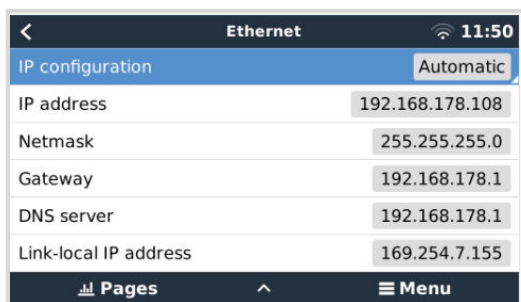 Ethernet 11:50
IP configuration Automatic
IP address 192.168.178.108
Netmask 255.255.255.0
Gateway 192.168.178.1
DNS server 192.168.178.1
Link-local IP address 169.254.7.155
Pages Menu